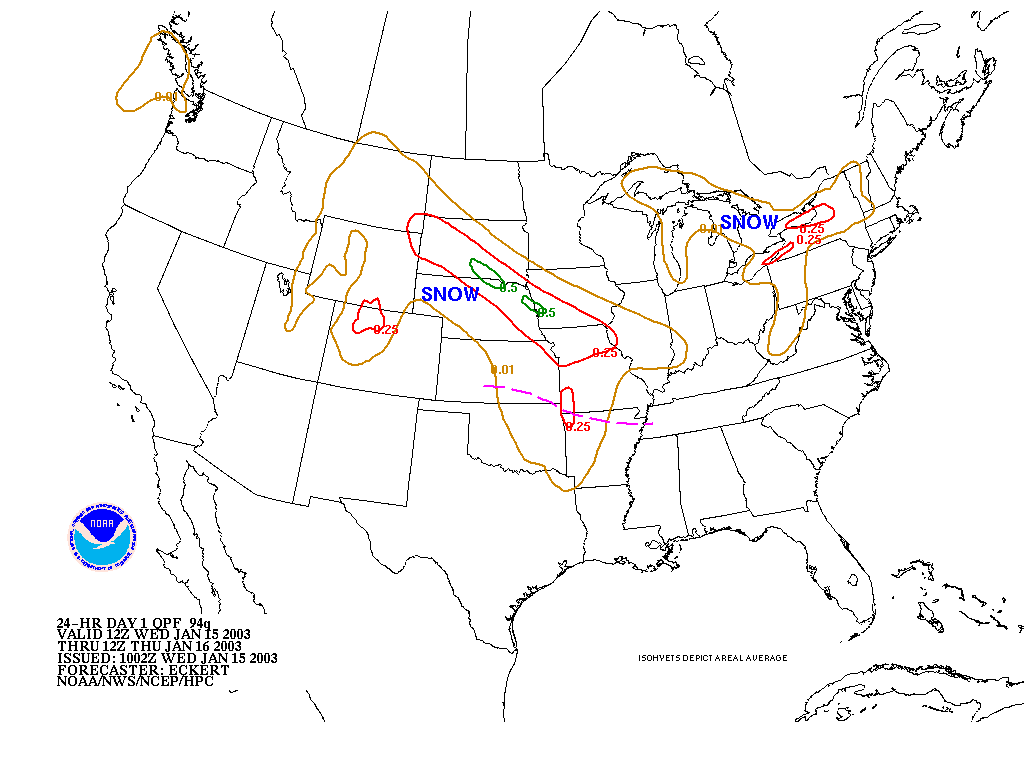 0.01
SNOW
0.01
0.25
0.25
SNOW
0.5
0.5
0.25
0.25
0.01
0.25
NOAA
24-HR DAY 1 QPF 94q
VALID 12Z WED JAN 15 2003
THRU 12Z THU JAN 16 2003
ISSUED: 1002Z WED JAN 15 2003
FORECASTER: ECKERT
NOAA/NWS/NCEP/HPC
ISOHYETS DEPICT AREAL AVERAGE